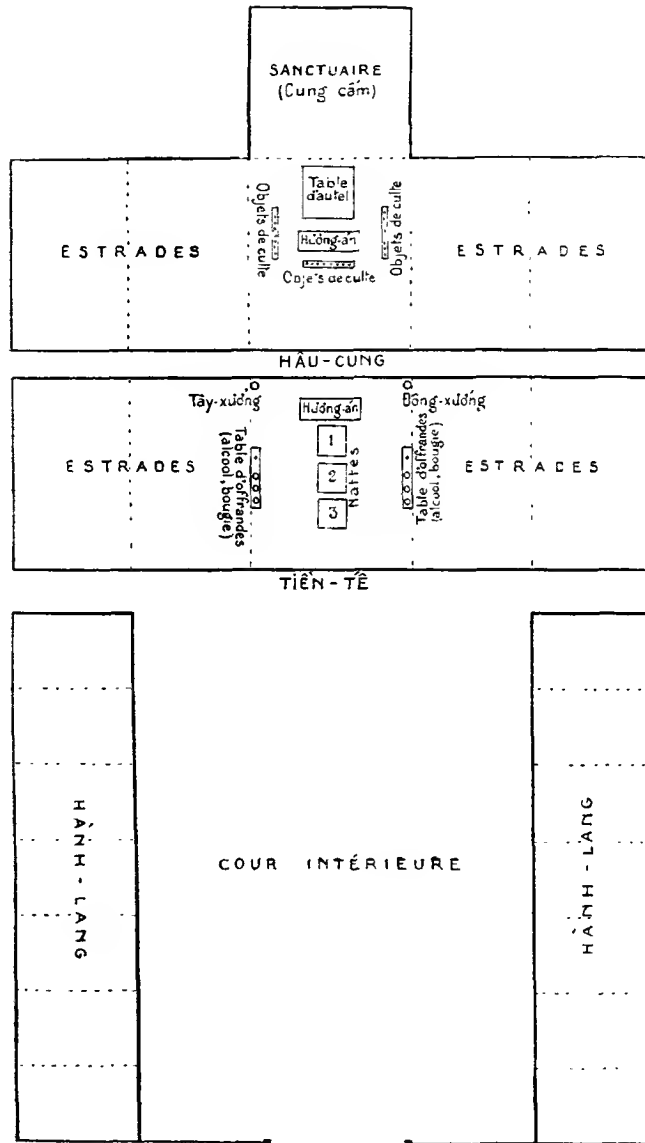 SANCTUAIRE
(Cung cấm)
Table
d'autel
Objets de culte
Objets de culte
ESTRADES
Hương-án
ESTRADES
Objets de culte
HẬU-CUNG
Tây-xướng
Hương-án
Đông-xướng
ESTRADES
Table d'offrandes
(alcool, bougie)
1
2
3
Nattes
Table d'offrandes
(alcool, bougie)
ESTRADES
TIỀN-TẾ
HÀNH-LANG
COUR INTÉRIEURE
HÀNH-LANG